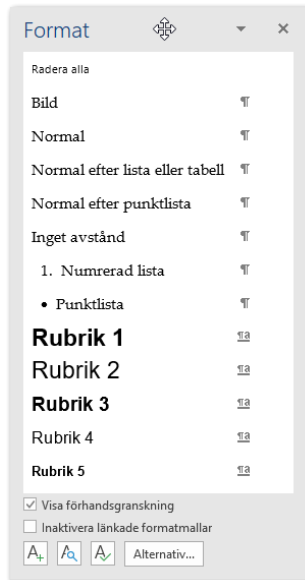 Format
Radera alla
Bild ¶
Normal ¶
Normal efter lista eller tabell ¶
Normal efter punktlista ¶
Inget avstånd ¶
1. Numrerad lista ¶
• Punktlista ¶
Rubrik 1 ¶a
Rubrik 2 ¶a
Rubrik 3 ¶a
Rubrik 4 ¶a
Rubrik 5 ¶a
Visa förhandsgranskning
Inaktivera länkade formatmallar
Alternativ...